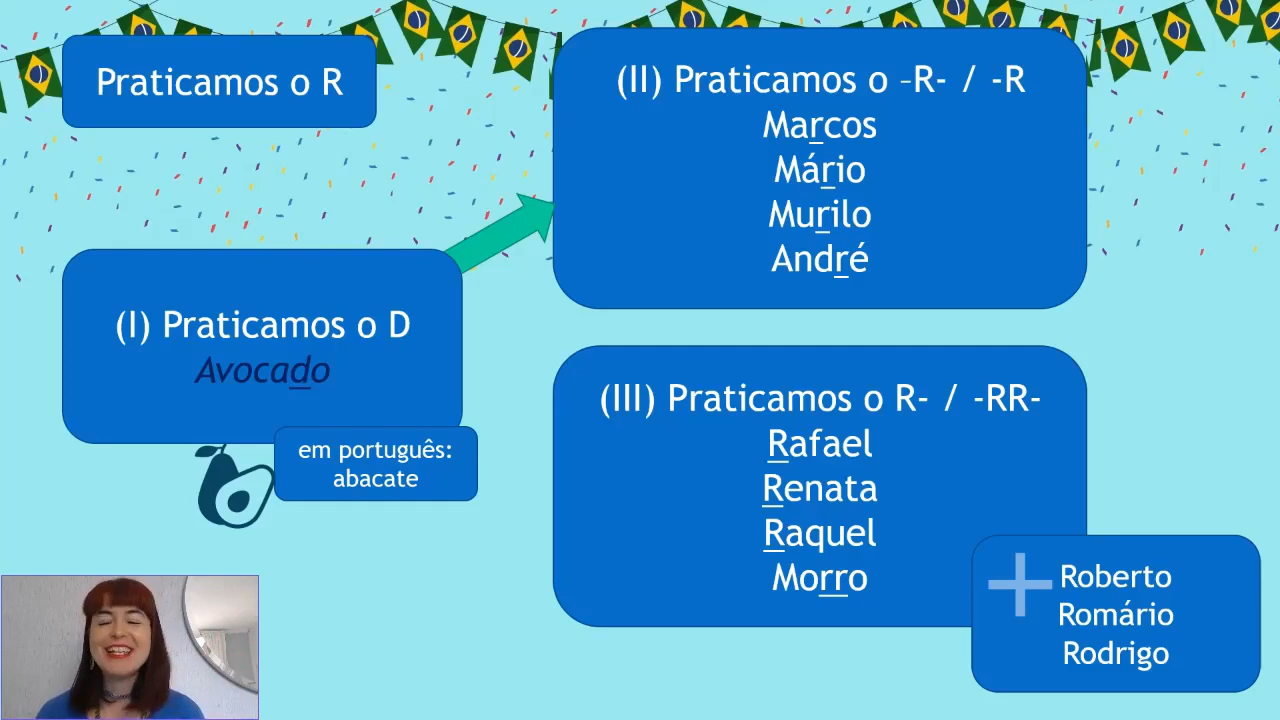 Praticamos o R
(I) Praticamos o D
Avocado
em português:
abacate
(II) Praticamos o –R- / -R
Marcos
Mário
Murilo
André
(III) Praticamos o R- / -RR-
Rafael
Renata
Raquel
Morro
Roberto
Romário
Rodrigo